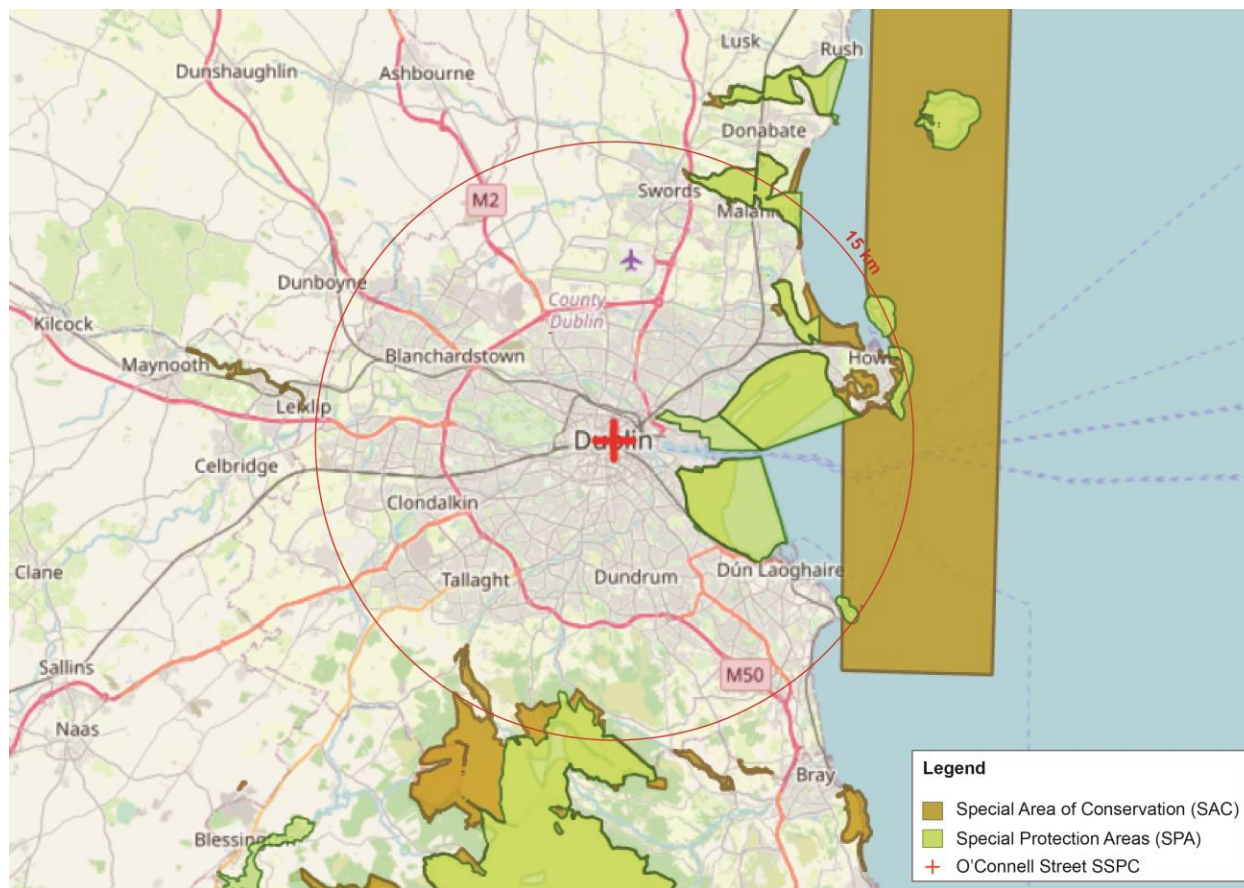 Lusk
Rush
Dunshaughlin
Ashbourne
Donabate
Swords
M2
15 km
Dunboyne
County
Dublin
Kilcock
Maynooth
Blanchardstown
Leixlip
Dublin
Celbridge
Clondalkin
Clane
Tallaght
Dundrum
Dún Laoghaire
Sallins
M50
Naas
Bray
Legend
Special Area of Conservation (SAC)
Special Protection Areas (SPA)
O'Connell Street SSPC